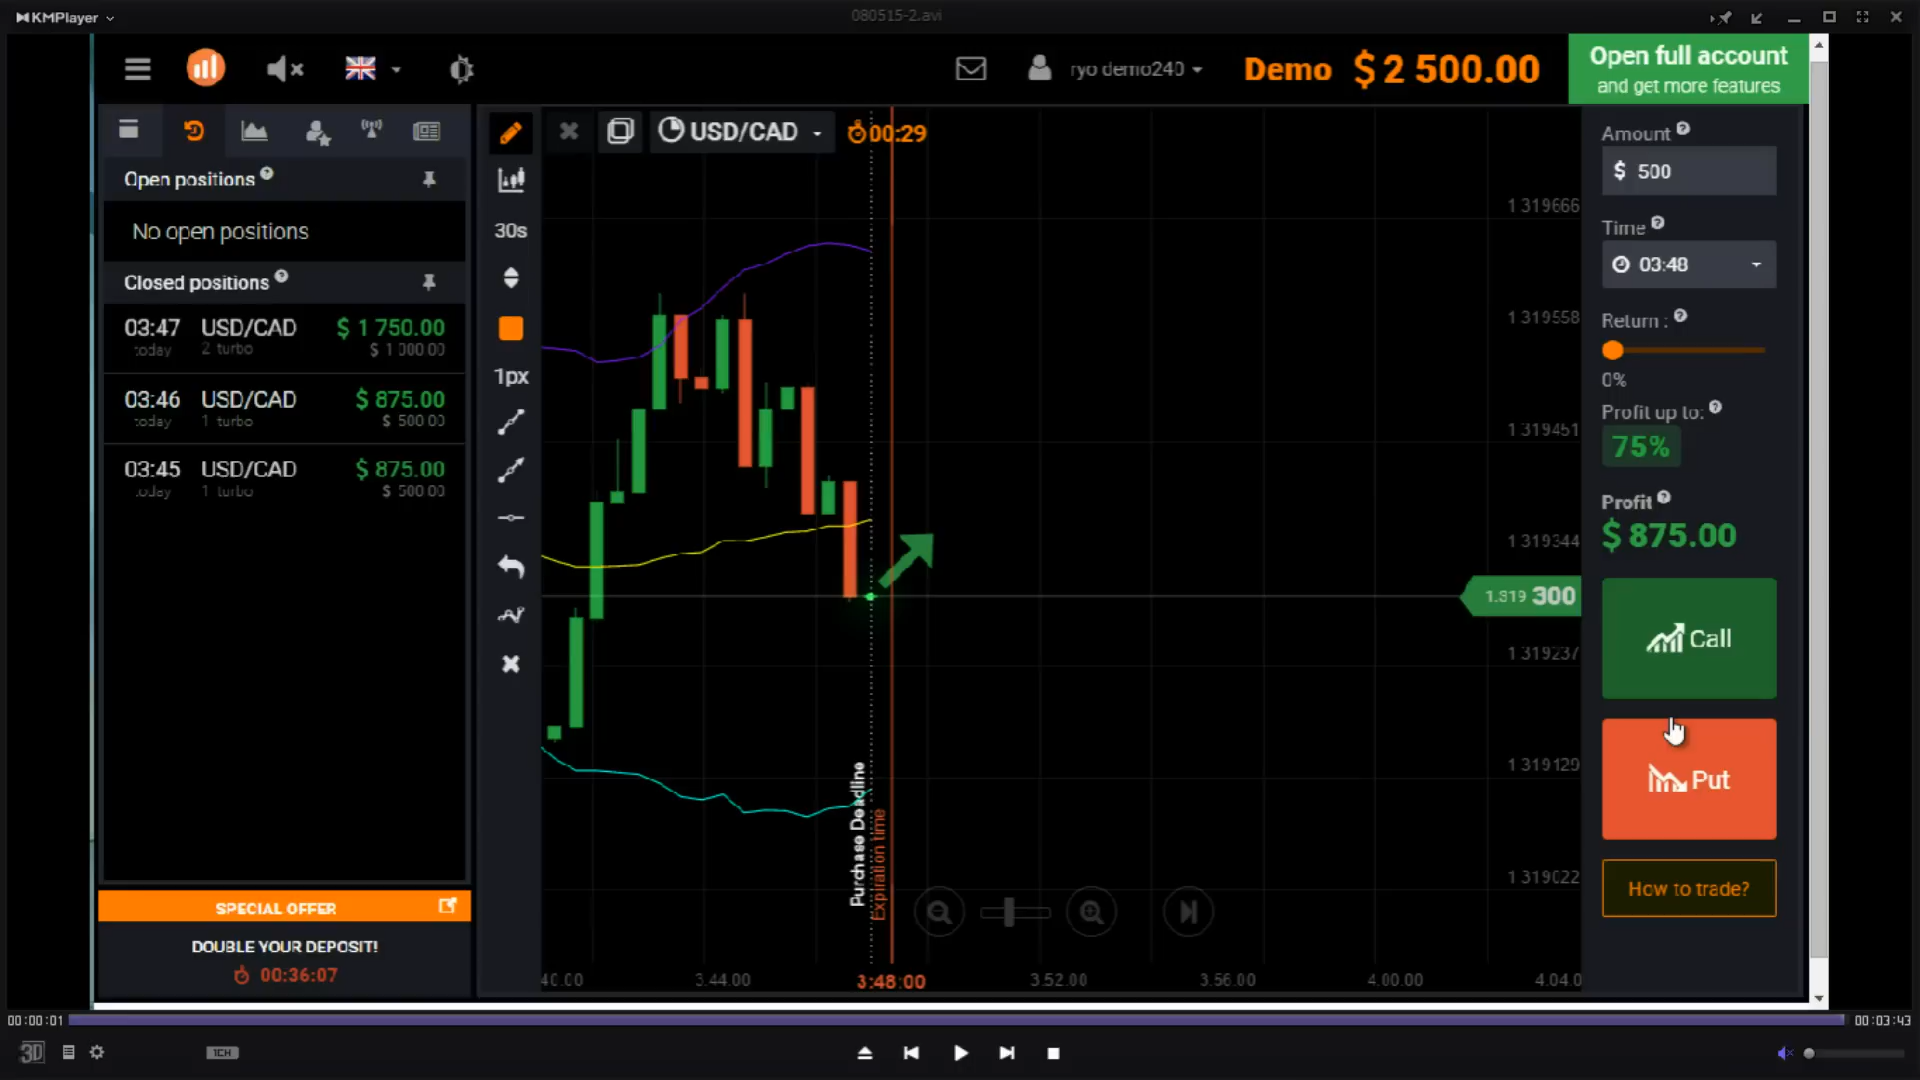 KMPlayer
080515-2.avi
ryo demo240
Demo $ 2 500.00
Open full account
and get more features
USD/CAD
00:29
Open positions
No open positions
Closed positions
03:47 USD/CAD $ 1 750.00
today 2 turbo $ 1 000.00
03:46 USD/CAD $ 875.00
today 1 turbo $ 500 00
03:45 USD/CAD $ 875.00
today 1 turbo $ 500 00
SPECIAL OFFER
DOUBLE YOUR DEPOSIT!
00:36:07
30s
1px
1 319666
1 319558
1 319451
1 319344
1.319 300
1 319237
1 319129
1 319022
Purchase Deadline
Expiration time
40.00
3.44.00
3:48:00
3.52.00
3.56.00
4.00.00
4.04.0
Amount
$ 500
Time
03:48
Return :
0%
Profit up to:
75%
Profit
$ 875.00
Call
Put
How to trade?
00:00:01
00:03:43
3D
1CH